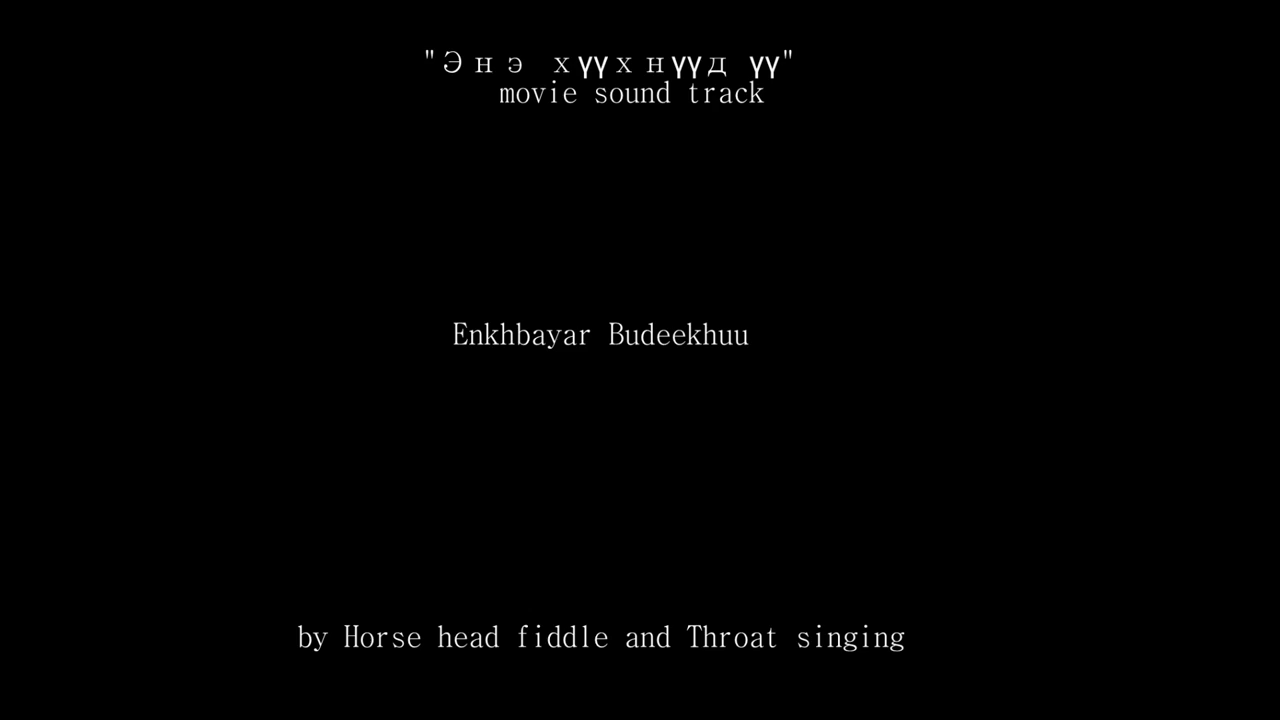 "Энэ хүүхнүүд үү"
movie sound track
Enkhbayar Budeekhuu
by Horse head fiddle and Throat singing